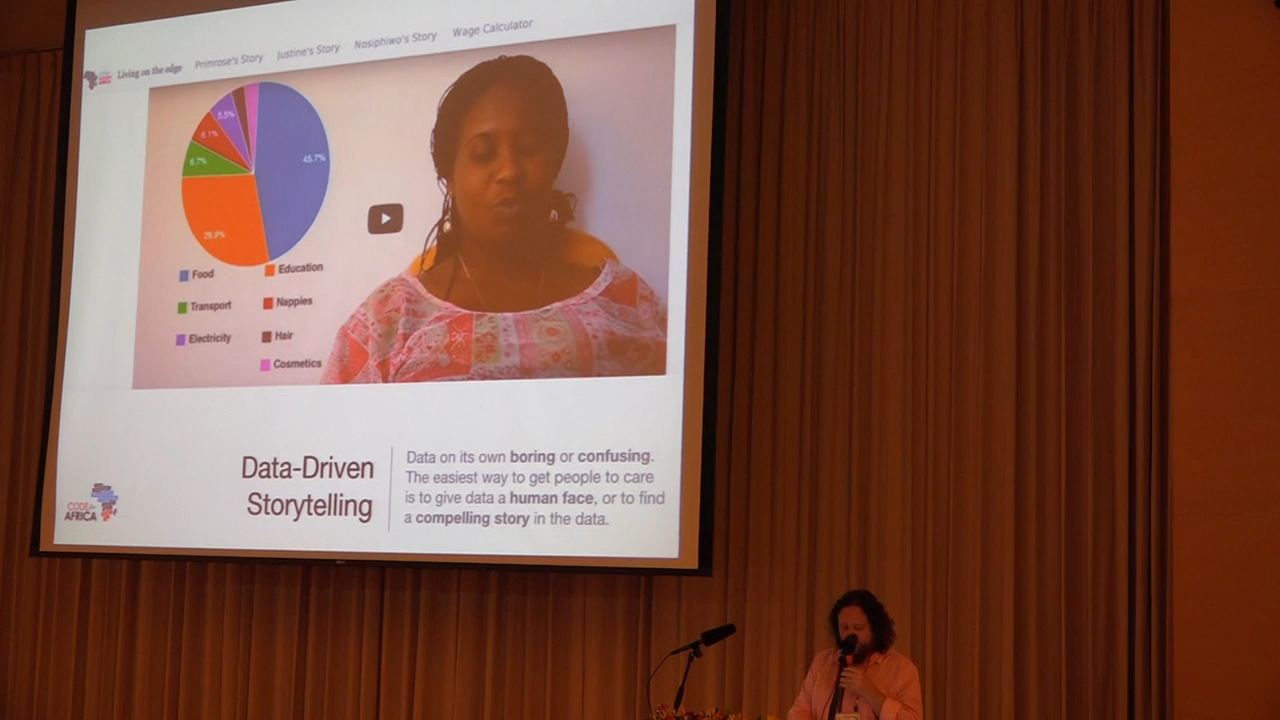 Living on the edge
Primrose's Story
Justine's Story
Nosiphiwo's Story
Wage Calculator
5.5%
6.1%
6.7%
45.7%
28.8%
Food
Education
Transport
Nappies
Electricity
Hair
Cosmetics
Data-Driven
Storytelling
Data on its own boring or confusing.
The easiest way to get people to care
is to give data a human face, or to find
a compelling story in the data.
CODE for
AFRICA